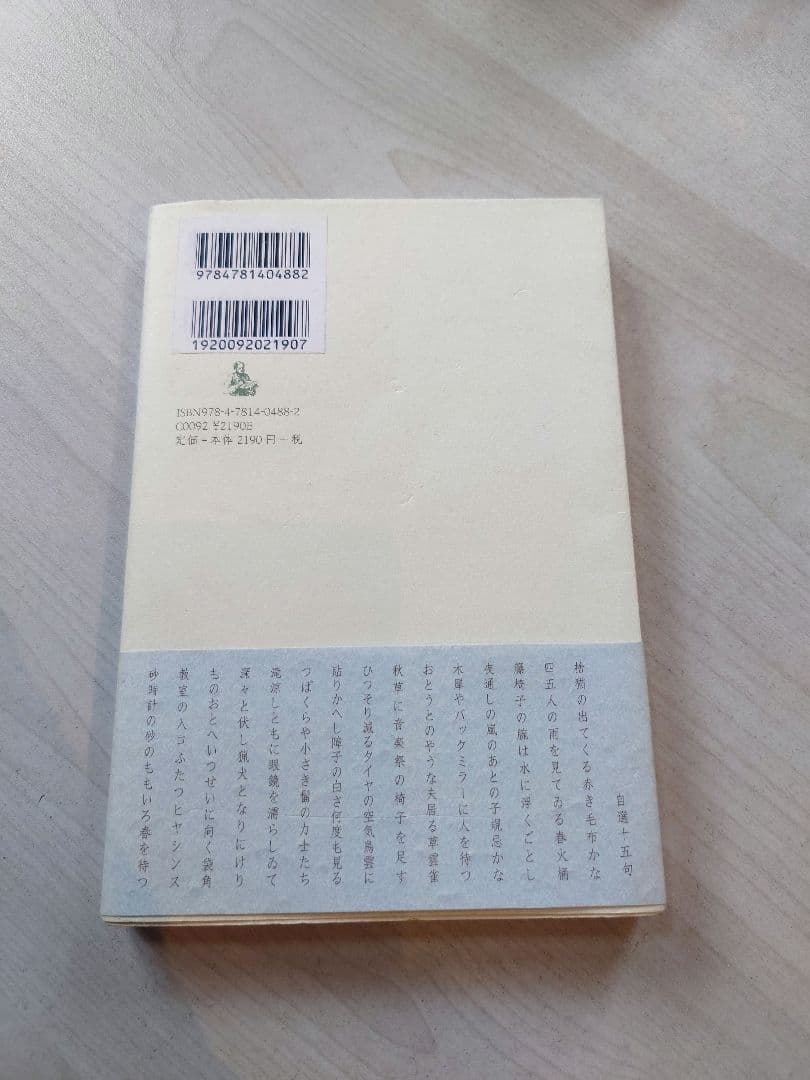 9784781404882
1920092021907
ISBN978-4-7814-0488-2
C0092 ¥2190E
定価－本体 2190 円－税
自選十五句
捨猫の出てくる赤き毛布かな
四五人の雨を見てゐる春火桶
籐椅子の は水に浮くごとし
夜通しの嵐のあとの子規忌かな
木犀やバックミラーに人を待つ
おとうとのやうな夫居る草雲雀
秋草に音楽祭の椅子を足す
ひつそり減るタイヤの空気鳥雲に
貼りかへし障子の白さ何度も見る
つばくらや小さき髷の力士たち
滝涼しともに眼鏡を濡らしゐて
深々と伏し猟犬となりにけり
ものおとへいつせいに向く袋角
教室の入口ふたつヒヤシンス
砂時計の砂のももいろ春を待つ